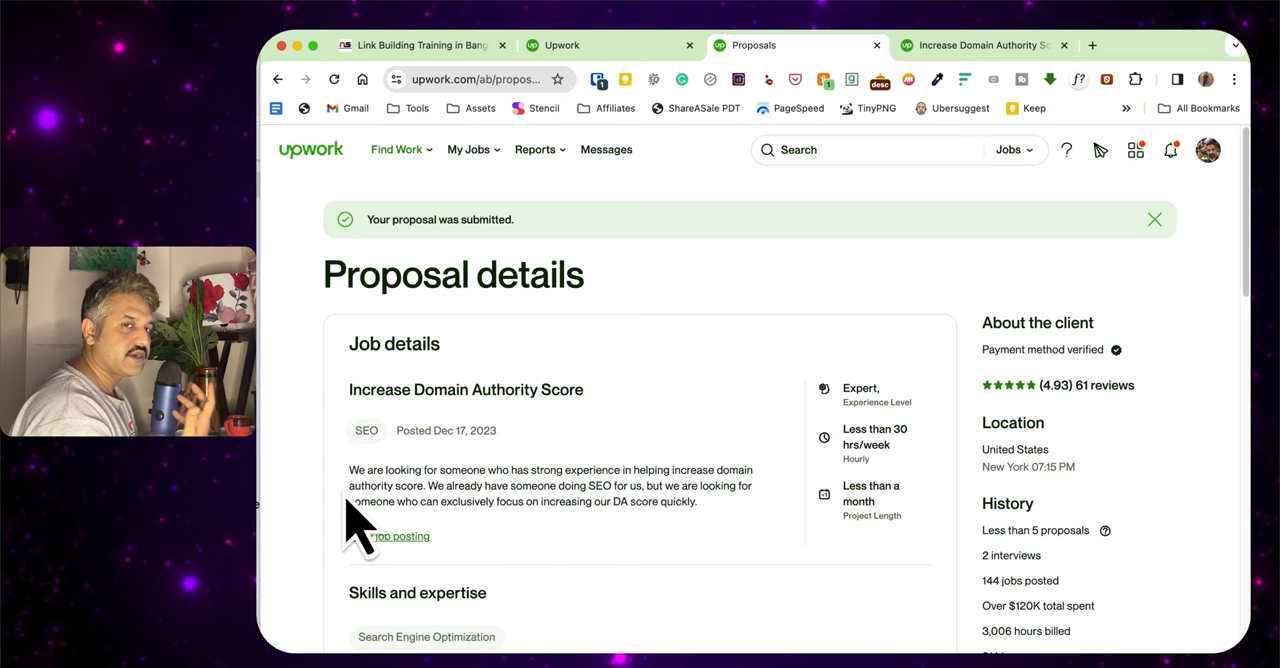 Link Building Training in Bang
Upwork
Proposals
Increase Domain Authority Sc
upwork.com/ab/propos...
desc
Gmail
Tools
Assets
Stencil
Affiliates
ShareASale PDT
PageSpeed
TinyPNG
Ubersuggest
Keep
All Bookmarks
upwork
Find Work
My Jobs
Reports
Messages
Search
Jobs
Your proposal was submitted.
Proposal details
Job details
Increase Domain Authority Score
SEO
Posted Dec 17, 2023
We are looking for someone who has strong experience in helping increase domain
authority score. We already have someone doing SEO for us, but we are looking for
someone who can exclusively focus on increasing our DA score quickly.
job posting
Expert,
Experience Level
Less than 30
hrs/week
Hourly
Less than a
month
Project Length
Skills and expertise
Search Engine Optimization
About the client
Payment method verified
(4.93) 61 reviews
Location
United States
New York 07:15 PM
History
Less than 5 proposals
2 interviews
144 jobs posted
Over $120K total spent
3,006 hours billed